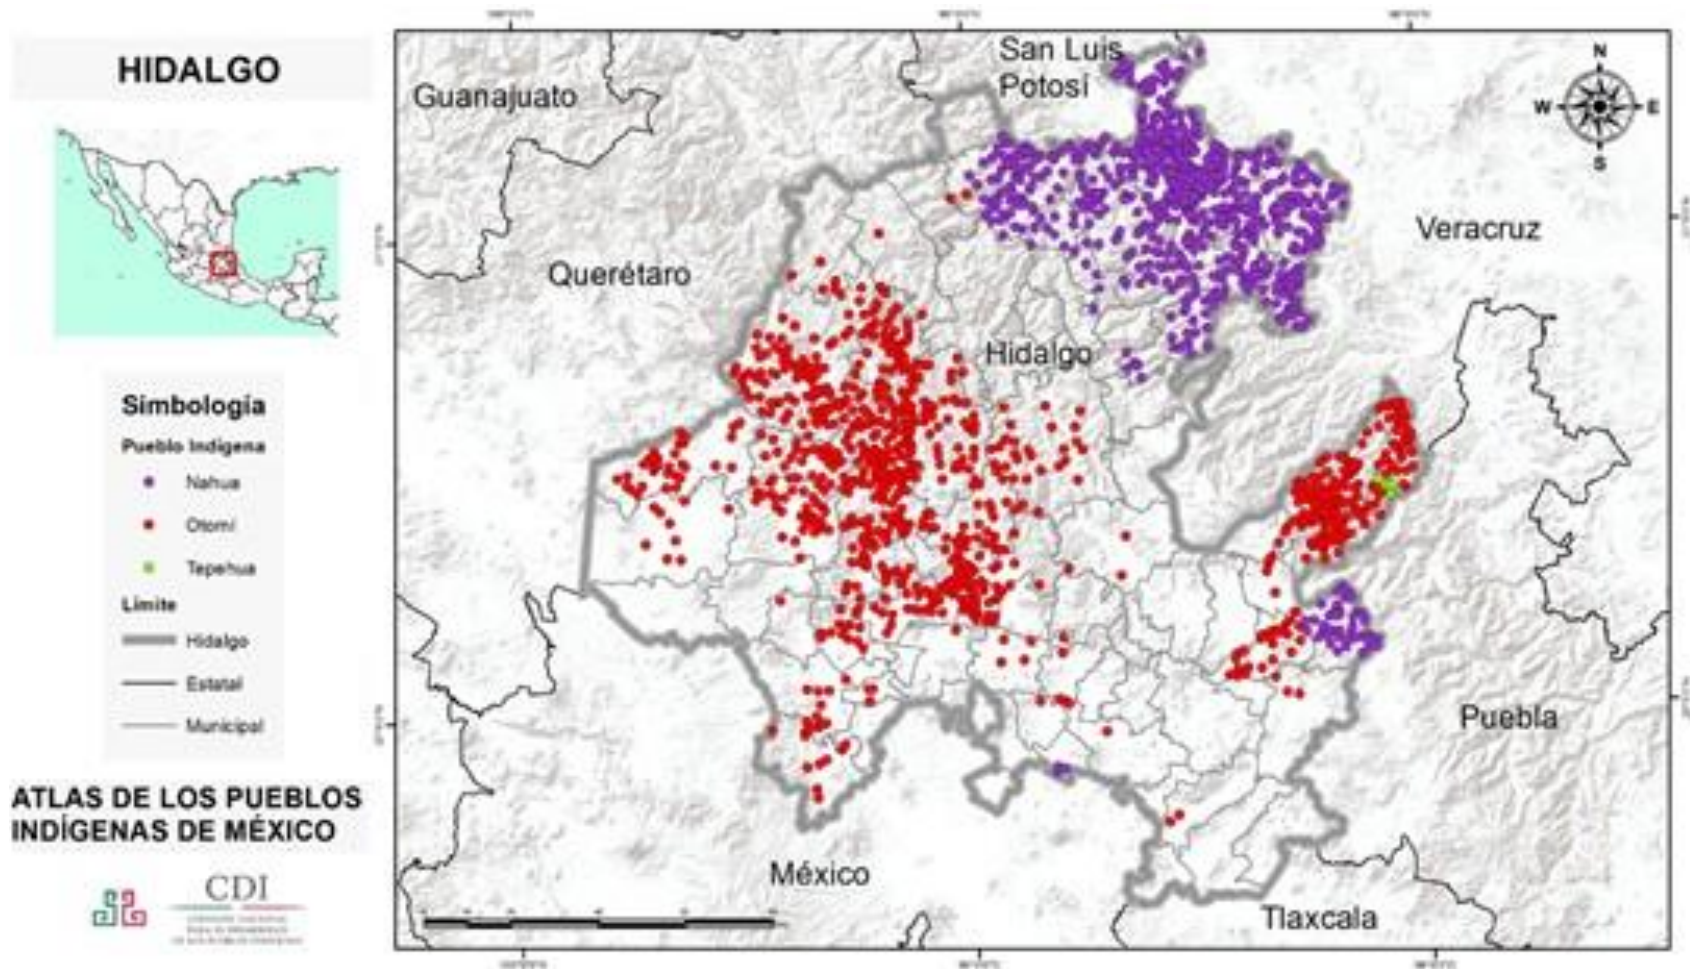 HIDALGO
Simbología
Pueblo Indígena
Nahua
Otomí
Tepehua
Límite
Hidalgo
Estatal
Municipal
ATLAS DE LOS PUEBLOS
INDÍGENAS DE MÉXICO
CDI
San Luis
Potosí
Guanajuato
N
W
E
S
Veracruz
Querétaro
Hidalgo
Puebla
México
Tlaxcala